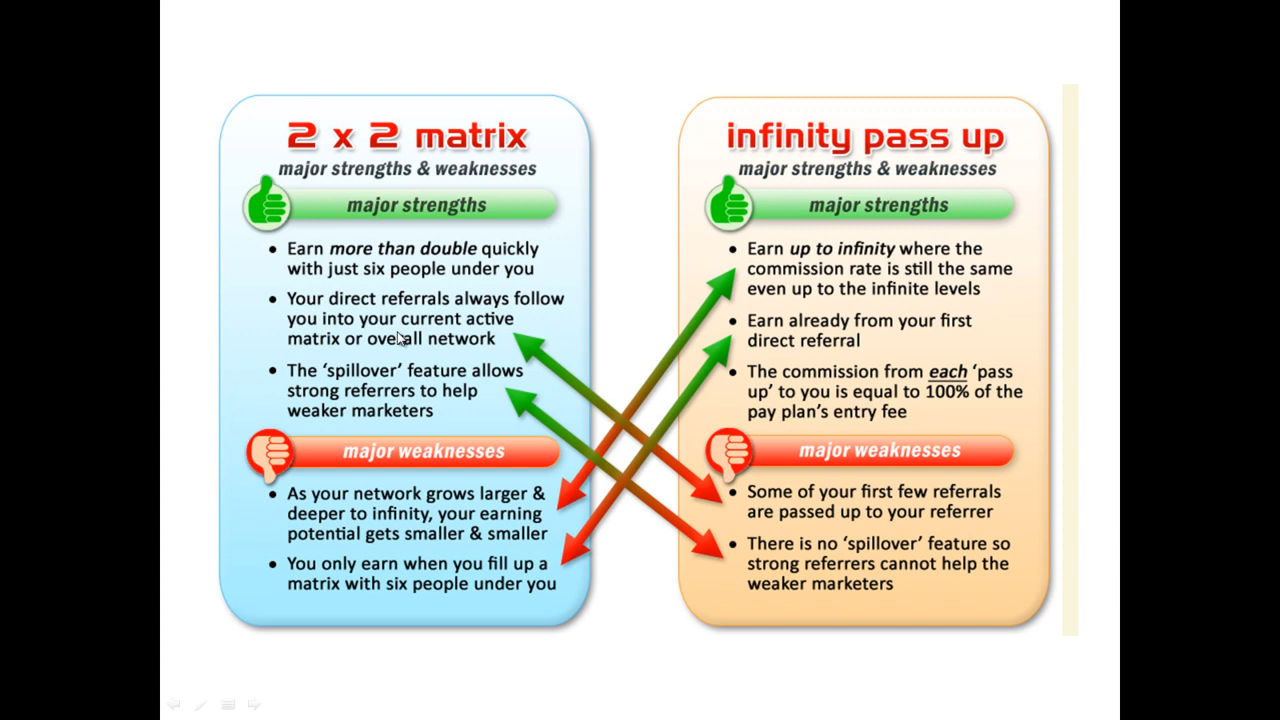 2 x 2 matrix
major strengths & weaknesses
major strengths
• Earn more than double quickly
with just six people under you
• Your direct referrals always follow
you into your current active
matrix or overall network
• The ‘spillover’ feature allows
strong referrers to help
weaker marketers
major weaknesses
• As your network grows larger &
deeper to infinity, your earning
potential gets smaller & smaller
• You only earn when you fill up a
matrix with six people under you
infinity pass up
major strengths & weaknesses
major strengths
• Earn up to infinity where the
commission rate is still the same
even up to the infinite levels
• Earn already from your first
direct referral
• The commission from each ‘pass
up’ to you is equal to 100% of the
pay plan’s entry fee
major weaknesses
• Some of your first few referrals
are passed up to your referrer
• There is no ‘spillover’ feature so
strong referrers cannot help the
weaker marketers